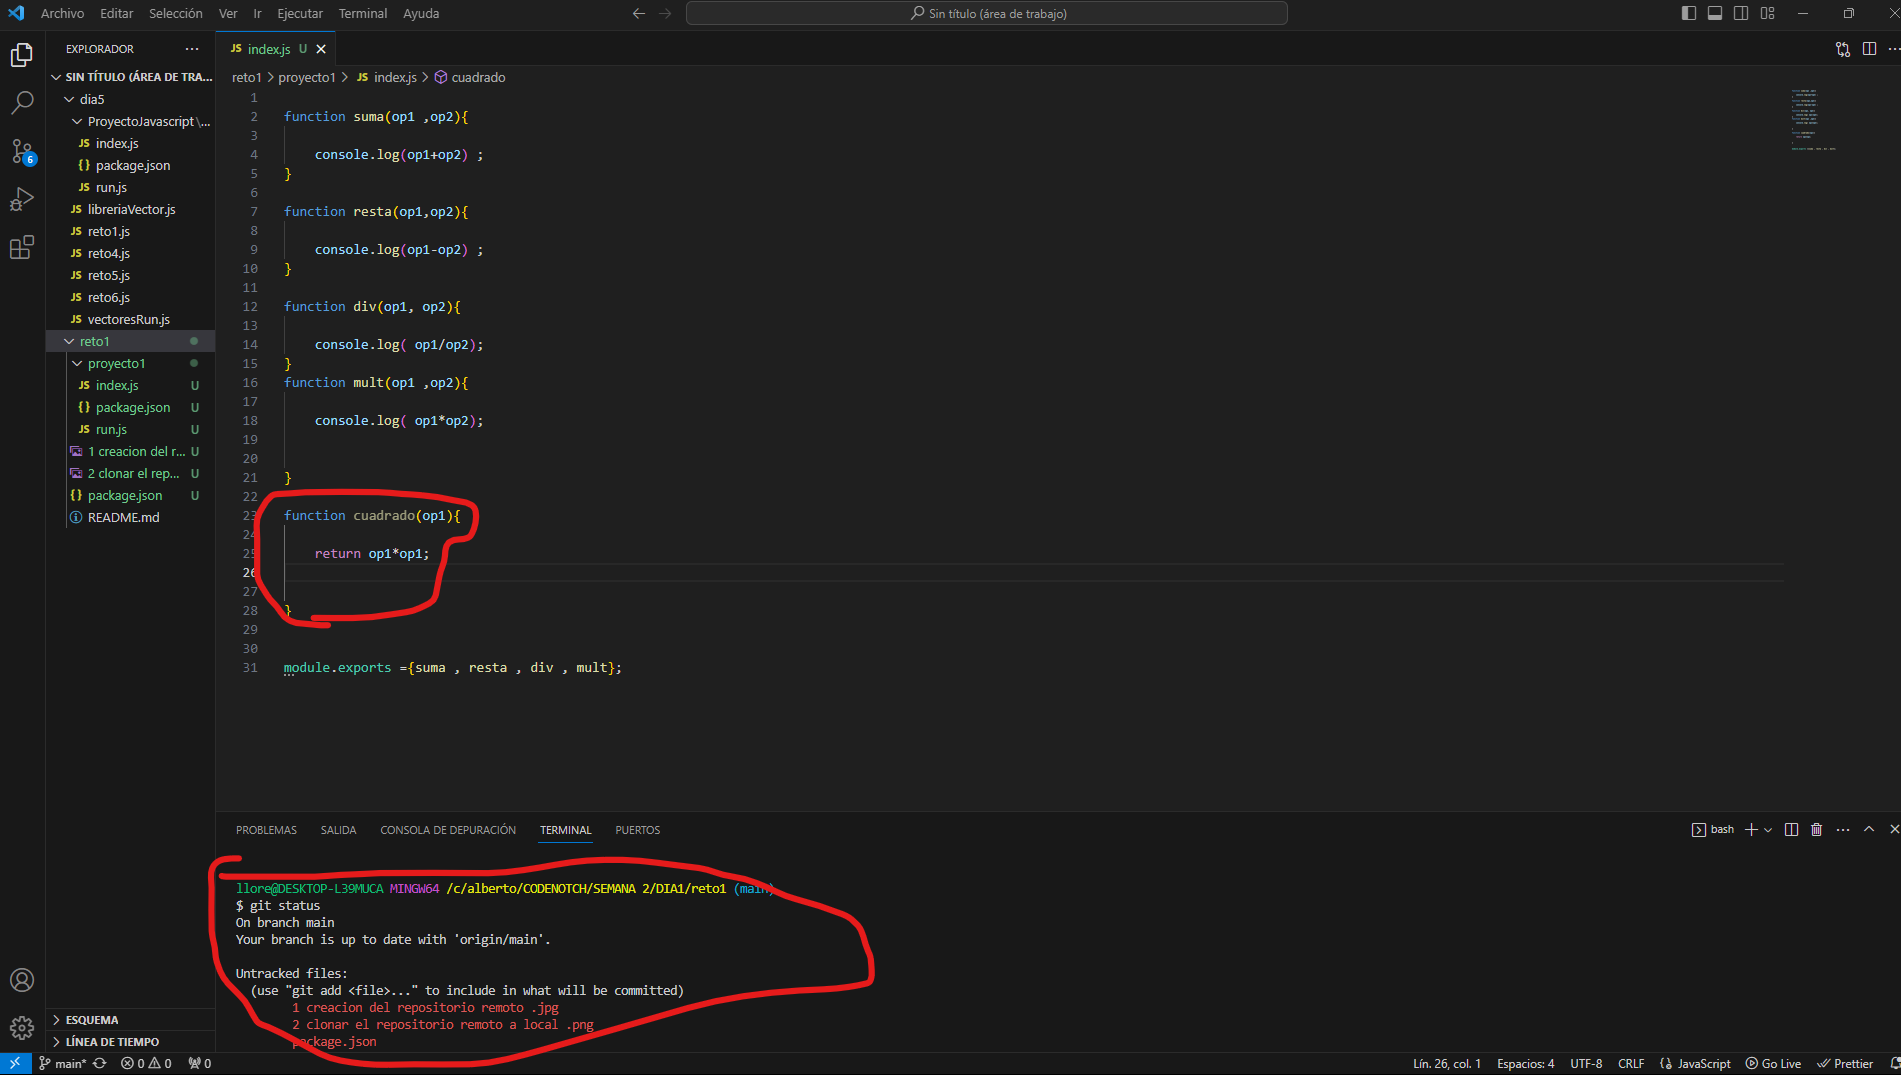 Archivo Editar Selección Ver Ir Ejecutar Terminal Ayuda
Sin título (área de trabajo)
EXPLORADOR
SIN TÍTULO (ÁREA DE TRA...
dia5
ProyectoJavascript \...
JS index.js
{} package.json
JS run.js
JS libreriaVector.js
JS reto1.js
JS reto4.js
JS reto5.js
JS reto6.js
JS vectoresRun.js
reto1
proyecto1
JS index.js U
{} package.json U
JS run.js U
1 creacion del r... U
2 clonar el rep... U
{} package.json U
README.md
ESQUEMA
LÍNEA DE TIEMPO
6
JS index.js U
reto1 > proyecto1 > JS index.js > cuadrado
1
2 function suma(op1 ,op2){
3
4 console.log(op1+op2) ;
5 }
6
7 function resta(op1,op2){
8
9 console.log(op1-op2) ;
10 }
11
12 function div(op1, op2){
13
14 console.log( op1/op2);
15 }
16 function mult(op1 ,op2){
17
18 console.log( op1*op2);
19
20
21 }
22
23 function cuadrado(op1){
24
25 return op1*op1;
26
27
28 }
29
30
31 module.exports ={suma , resta , div , mult};
PROBLEMAS SALIDA CONSOLA DE DEPURACIÓN TERMINAL PUERTOS
bash
llore@DESKTOP-L39MUCA MINGW64 /c/alberto/CODENOTCH/SEMANA 2/DIA1/reto1 (main)
$ git status
On branch main
Your branch is up to date with 'origin/main'.
Untracked files:
(use "git add <file>..." to include in what will be committed)
1 creacion del repositorio remoto .jpg
2 clonar el repositorio remoto a local .png
package.json
main* 0 0 0
Lín. 26, col. 1 Espacios: 4 UTF-8 CRLF {} JavaScript Go Live Prettier